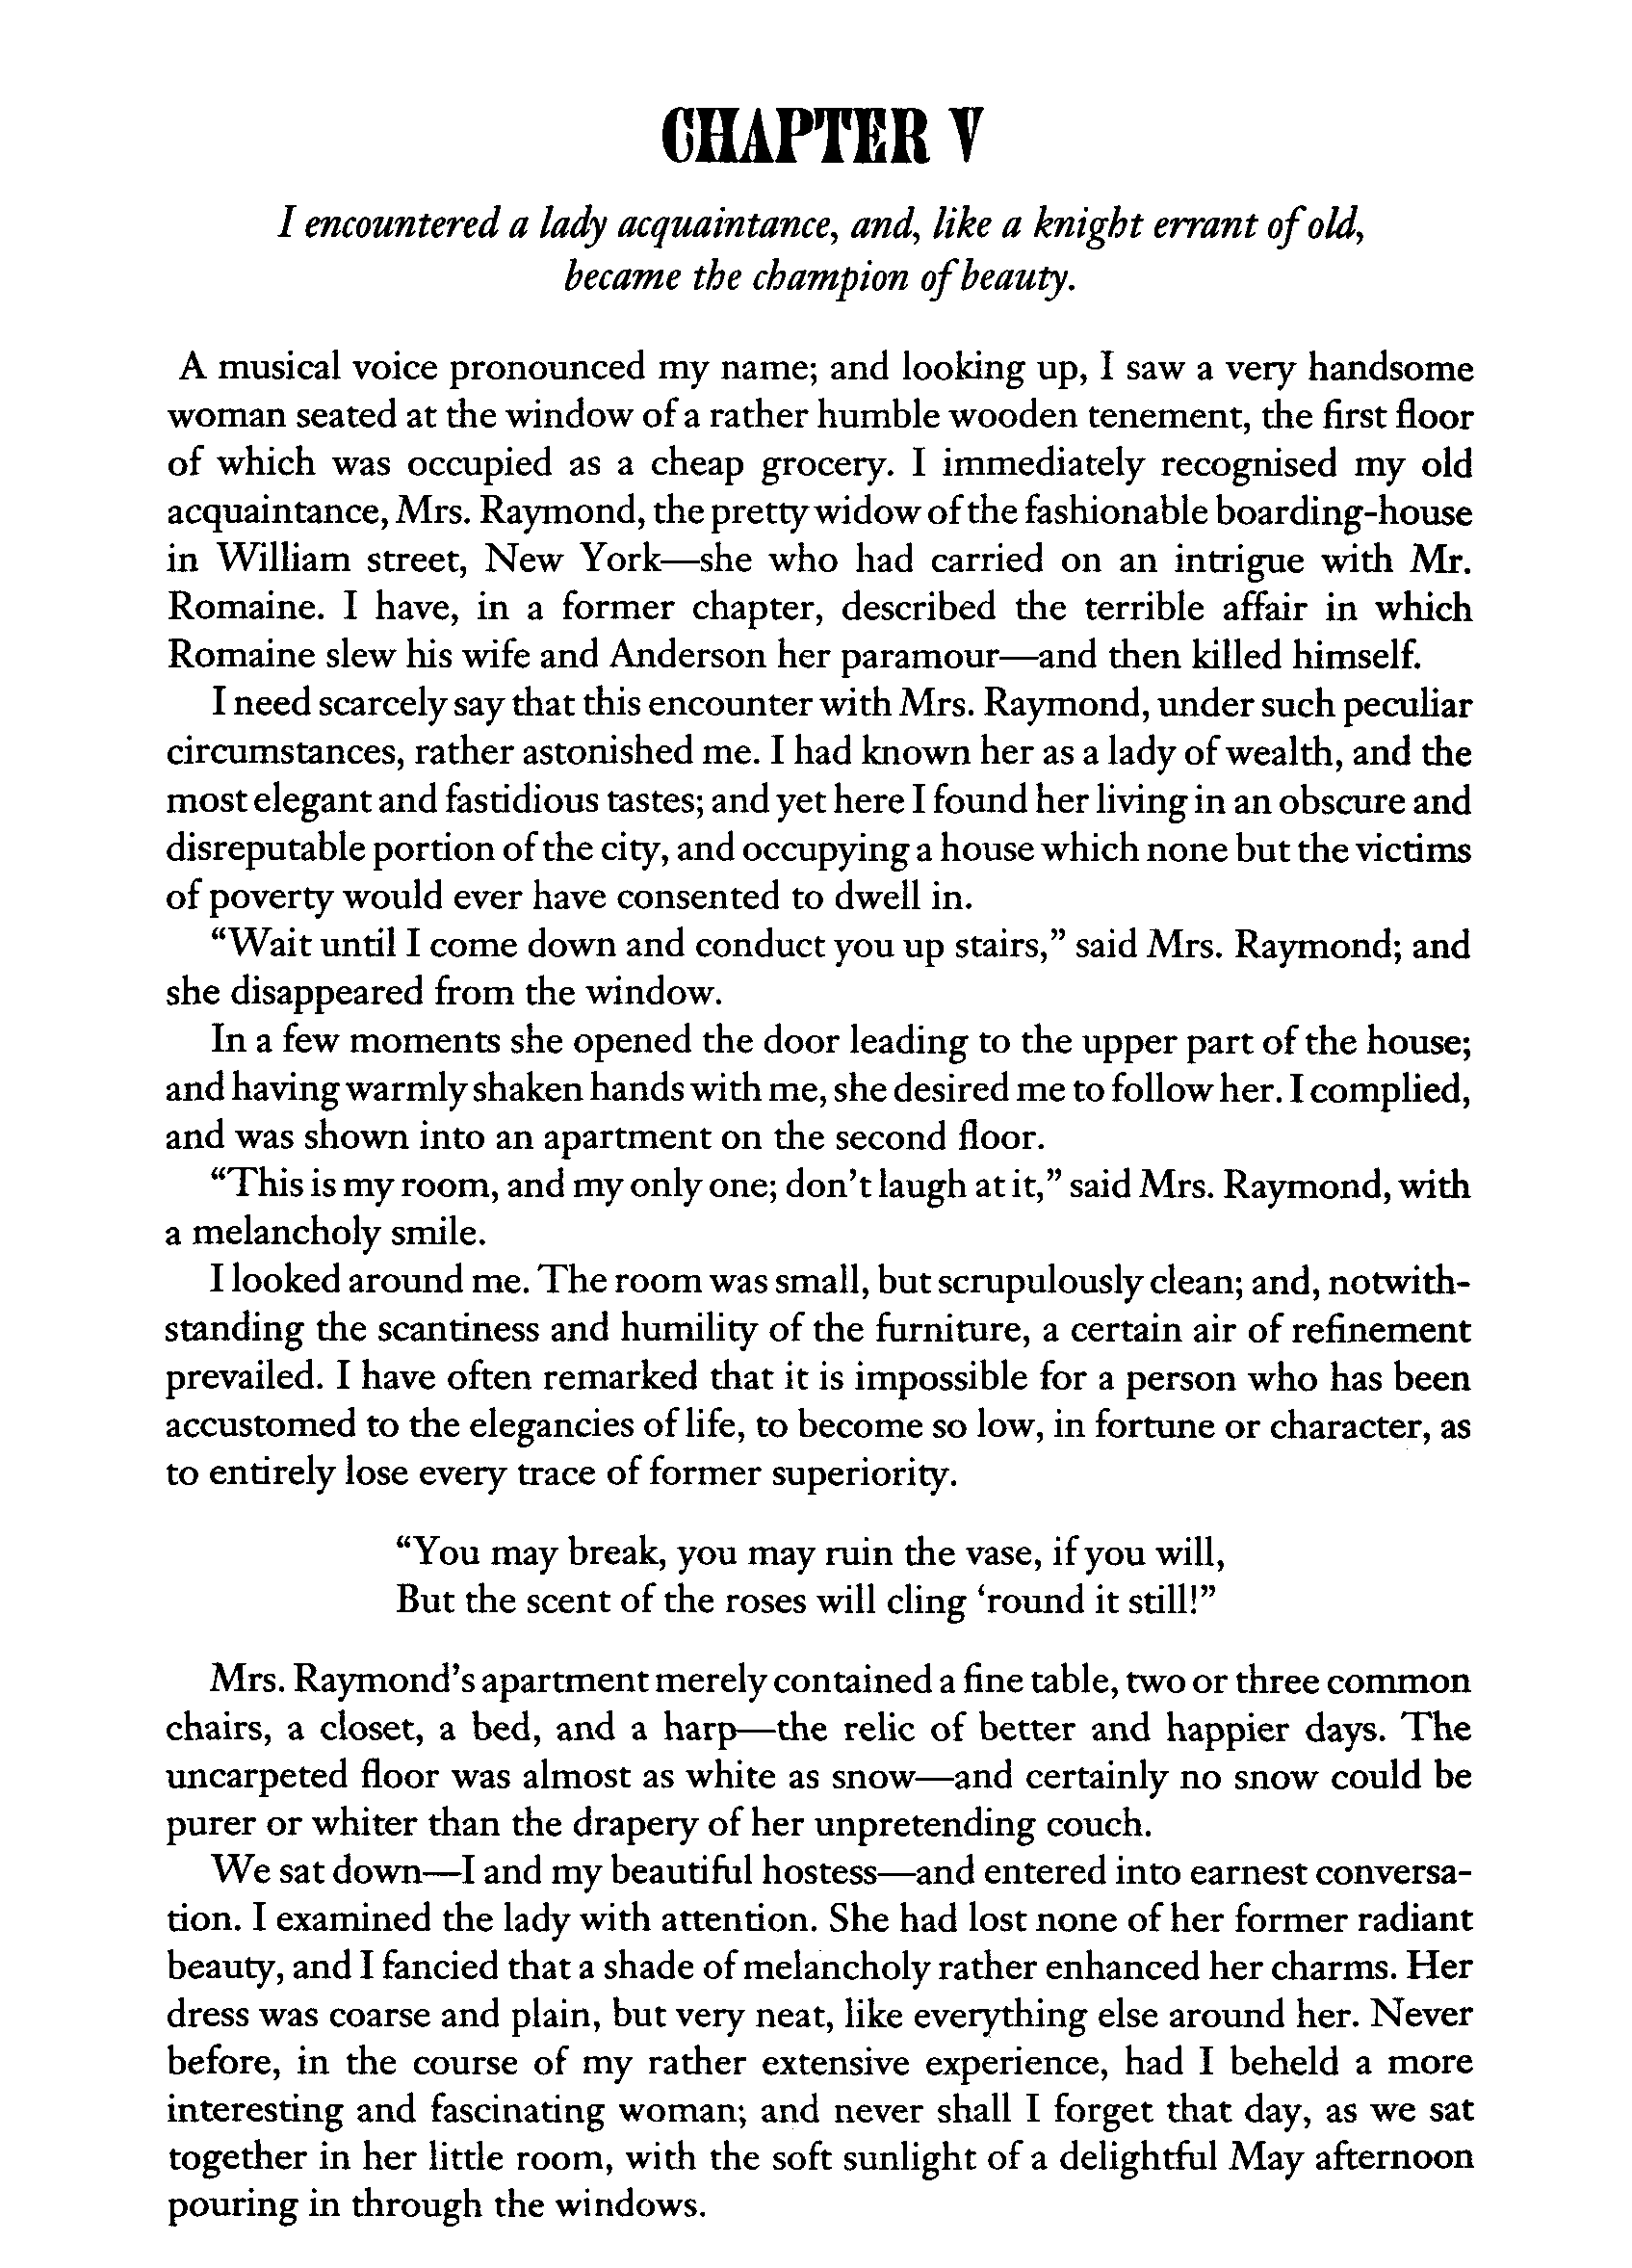 CHAPTER V
I encountered a lady acquaintance, and, like a knight errant of old,
became the champion of beauty.
A musical voice pronounced my name; and looking up, I saw a very handsome
woman seated at the window of a rather humble wooden tenement, the first floor
of which was occupied as a cheap grocery. I immediately recognised my old
acquaintance, Mrs. Raymond, the pretty widow of the fashionable boarding-house
in William street, New York—she who had carried on an intrigue with Mr.
Romaine. I have, in a former chapter, described the terrible affair in which
Romaine slew his wife and Anderson her paramour—and then killed himself.
I need scarcely say that this encounter with Mrs. Raymond, under such peculiar
circumstances, rather astonished me. I had known her as a lady of wealth, and the
most elegant and fastidious tastes; and yet here I found her living in an obscure and
disreputable portion of the city, and occupying a house which none but the victims
of poverty would ever have consented to dwell in.
“Wait until I come down and conduct you up stairs,” said Mrs. Raymond; and
she disappeared from the window.
In a few moments she opened the door leading to the upper part of the house;
and having warmly shaken hands with me, she desired me to follow her. I complied,
and was shown into an apartment on the second floor.
“This is my room, and my only one; don’t laugh at it,” said Mrs. Raymond, with
a melancholy smile.
I looked around me. The room was small, but scrupulously clean; and, notwith-
standing the scantiness and humility of the furniture, a certain air of refinement
prevailed. I have often remarked that it is impossible for a person who has been
accustomed to the elegancies of life, to become so low, in fortune or character, as
to entirely lose every trace of former superiority.
“You may break, you may ruin the vase, if you will,
But the scent of the roses will cling ‘round it still!”
Mrs. Raymond’s apartment merely contained a fine table, two or three common
chairs, a closet, a bed, and a harp—the relic of better and happier days. The
uncarpeted floor was almost as white as snow—and certainly no snow could be
purer or whiter than the drapery of her unpretending couch.
We sat down—I and my beautiful hostess—and entered into earnest conversa-
tion. I examined the lady with attention. She had lost none of her former radiant
beauty, and I fancied that a shade of melancholy rather enhanced her charms. Her
dress was coarse and plain, but very neat, like everything else around her. Never
before, in the course of my rather extensive experience, had I beheld a more
interesting and fascinating woman; and never shall I forget that day, as we sat
together in her little room, with the soft sunlight of a delightful May afternoon
pouring in through the windows.